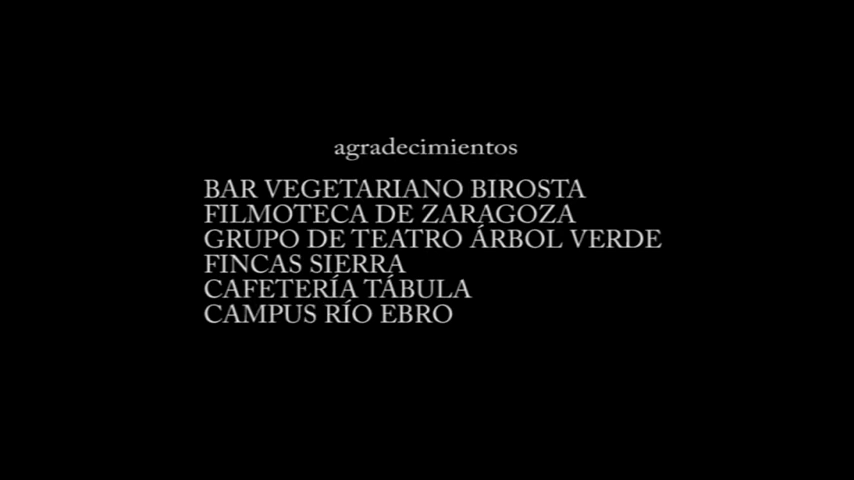 agradecimientos
BAR VEGETARIANO BIROSTA
FILMOTECA DE ZARAGOZA
GRUPO DE TEATRO ÁRBOL VERDE
FINCAS SIERRA
CAFETERÍA TÁBULA
CAMPUS RÍO EBRO